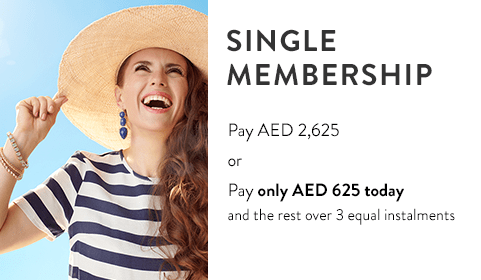 SINGLE
MEMBERSHIP
Pay AED 2,625
or
Pay only AED 625 today
and the rest over 3 equal instalments